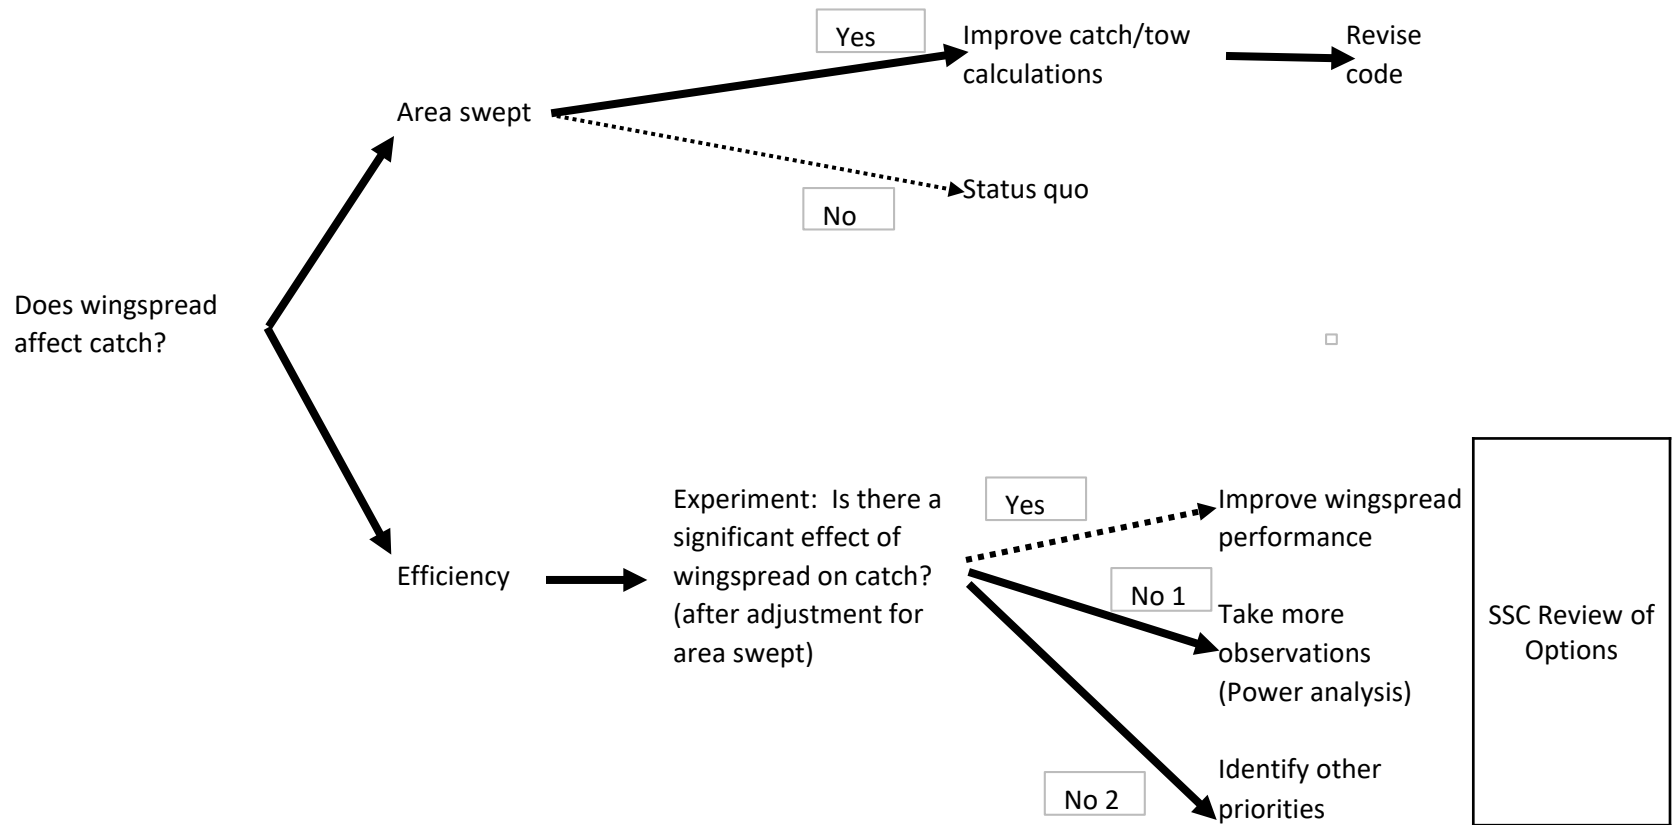 Yes
Improve catch/tow
calculations
Revise
code
Area swept
Status quo
No
Does wingspread
affect catch?
Efficiency
Experiment:  Is there a
significant effect of
wingspread on catch?
(after adjustment for
area swept)
Yes
Improve wingspread
performance
No 1
Take more
observations
(Power analysis)
No 2
Identify other
priorities
SSC Review of
Options